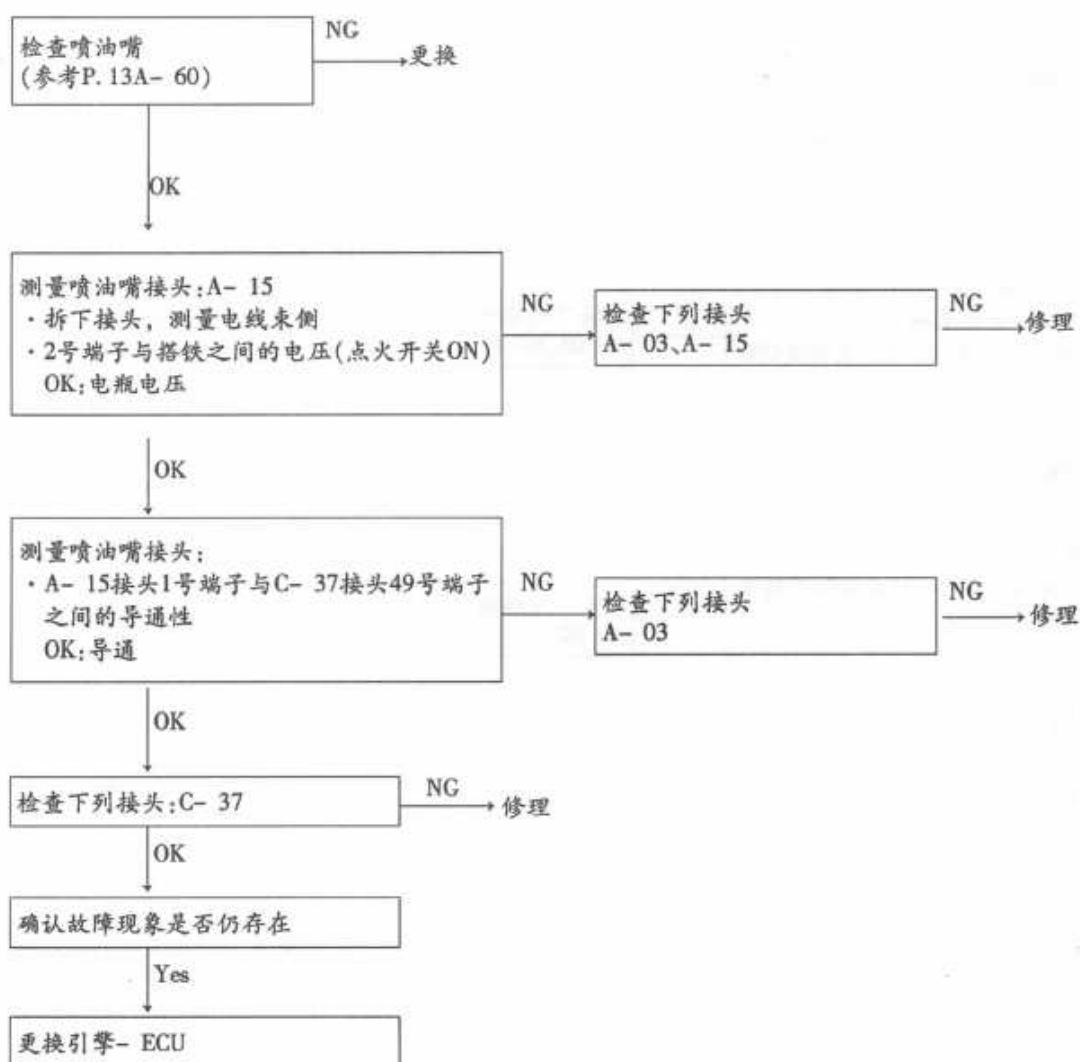 检查喷油嘴
(参考P. 13A- 60)
NG
更换
OK
测量喷油嘴接头:A- 15
·拆下接头, 测量电线束侧
·2号端子与搭铁之间的电压(点火开关ON)
OK:电瓶电压
NG
检查下列接头
A- 03、A- 15
NG
修理
OK
测量喷油嘴接头:
·A- 15接头1号端子与C- 37接头49号端子
之间的导通性
OK:导通
NG
检查下列接头
A- 03
NG
修理
OK
检查下列接头:C- 37
NG
修理
OK
确认故障现象是否仍存在
Yes
更换引擎- ECU